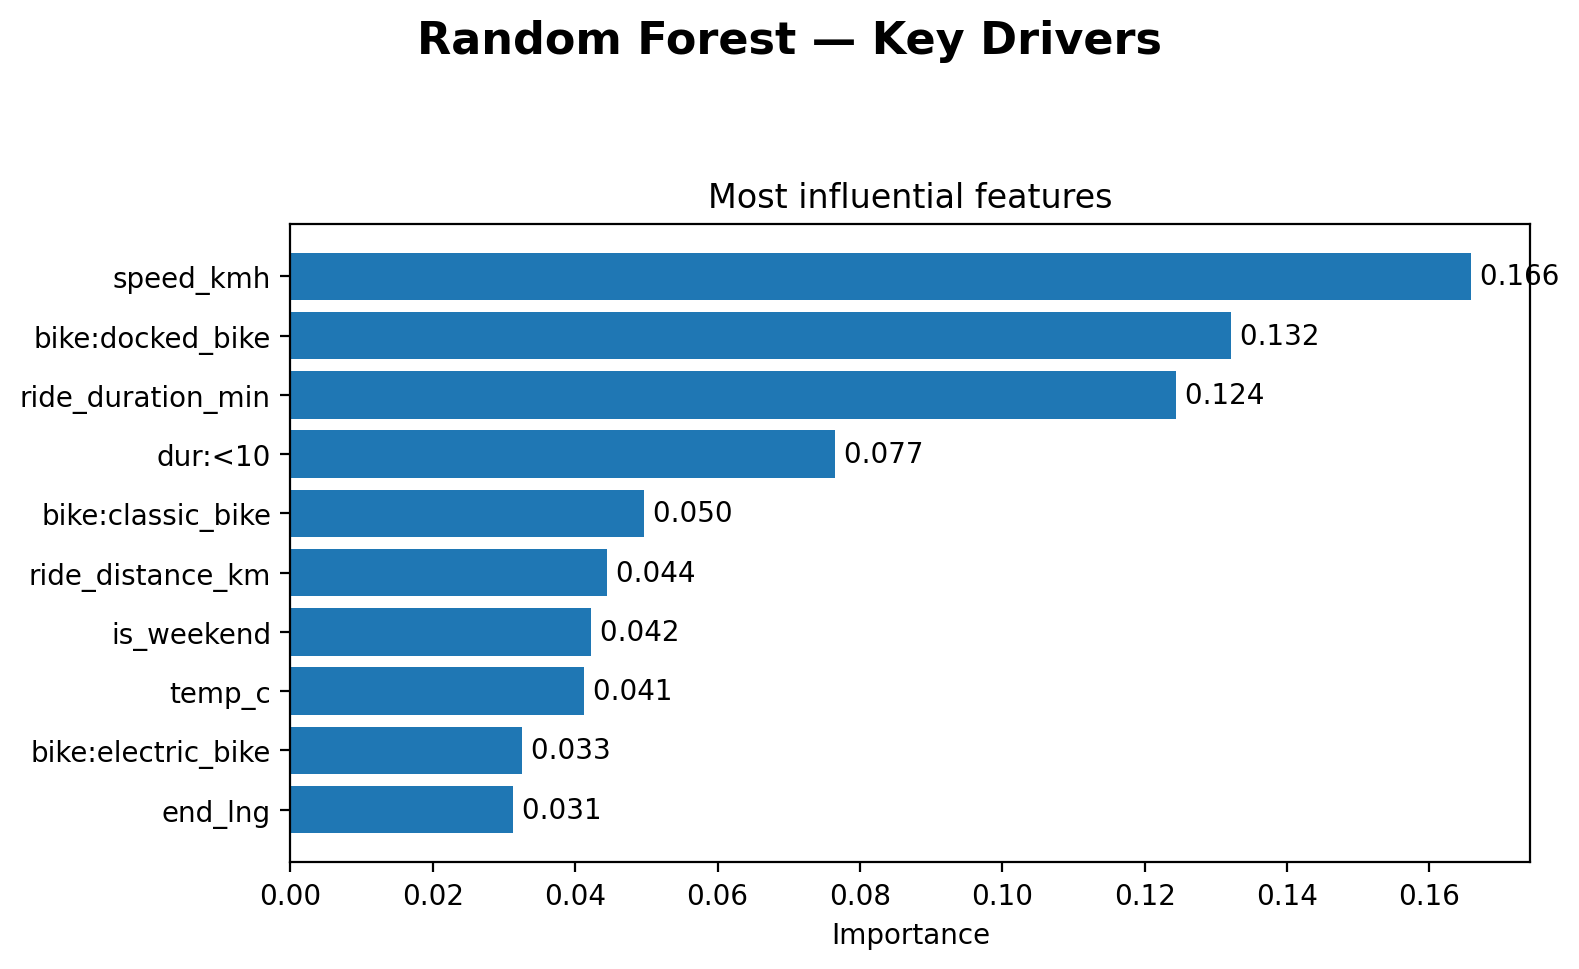 Random Forest — Key Drivers
Most influential features
speed_kmh 0.166
bike:docked_bike 0.132
ride_duration_min 0.124
dur:<10 0.077
bike:classic_bike 0.050
ride_distance_km 0.044
is_weekend 0.042
temp_c 0.041
bike:electric_bike 0.033
end_lng 0.031
0.00 0.02 0.04 0.06 0.08 0.10 0.12 0.14 0.16
Importance